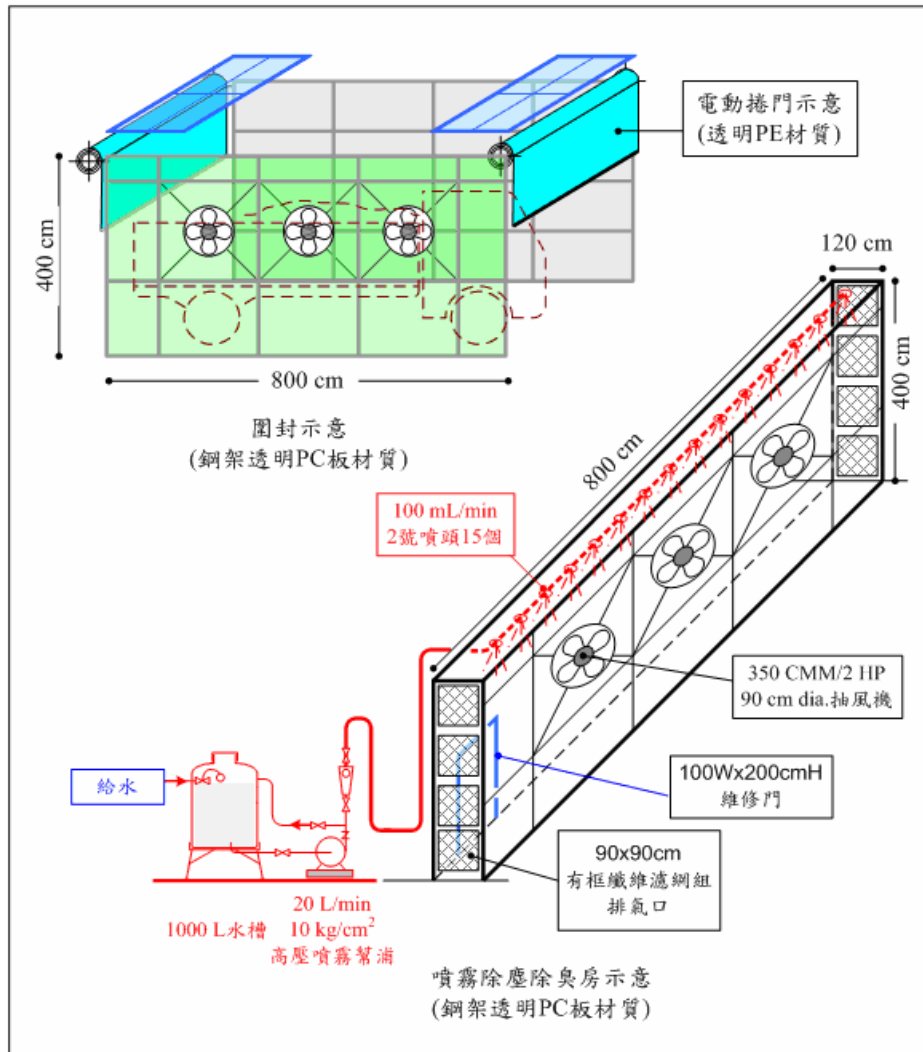 電動捲門示意
(透明PE材質)
400 cm
800 cm
圍封示意
(鋼架透明PC板材質)
120 cm
400 cm
800 cm
100 mL/min
2號噴頭15個
350 CMM/2 HP
90 cm dia.抽風機
100Wx200cmH
維修門
90x90cm
有框纖維濾網組
排氣口
給水
1000 L水槽
20 L/min
10 kg/cm²
高壓噴霧幫浦
噴霧除塵除臭房示意
(鋼架透明PC板材質)